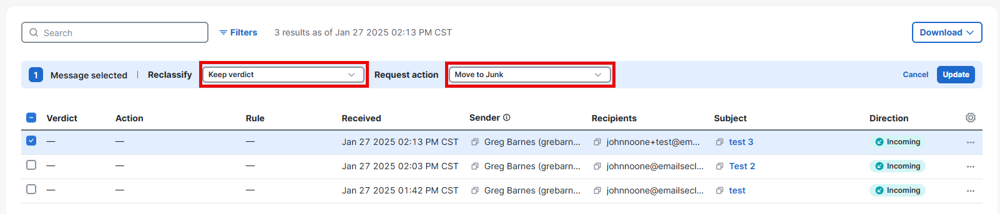 Search Filters 3 results as of Jan 27 2025 02:13 PM CST Download
1 Message selected | Reclassify Keep verdict Request action Move to Junk Cancel Update
Verdict Action Rule Received Sender Recipients Subject Direction
— — — Jan 27 2025 02:13 PM CST Greg Barnes (grebarn... johnnoone+test@em... test 3 Incoming ...
— — — Jan 27 2025 02:03 PM CST Greg Barnes (grebarn... johnnoone@emailsecl... Test 2 Incoming ...
— — — Jan 27 2025 01:42 PM CST Greg Barnes (grebarn... johnnoone@emailsecl... test Incoming ...